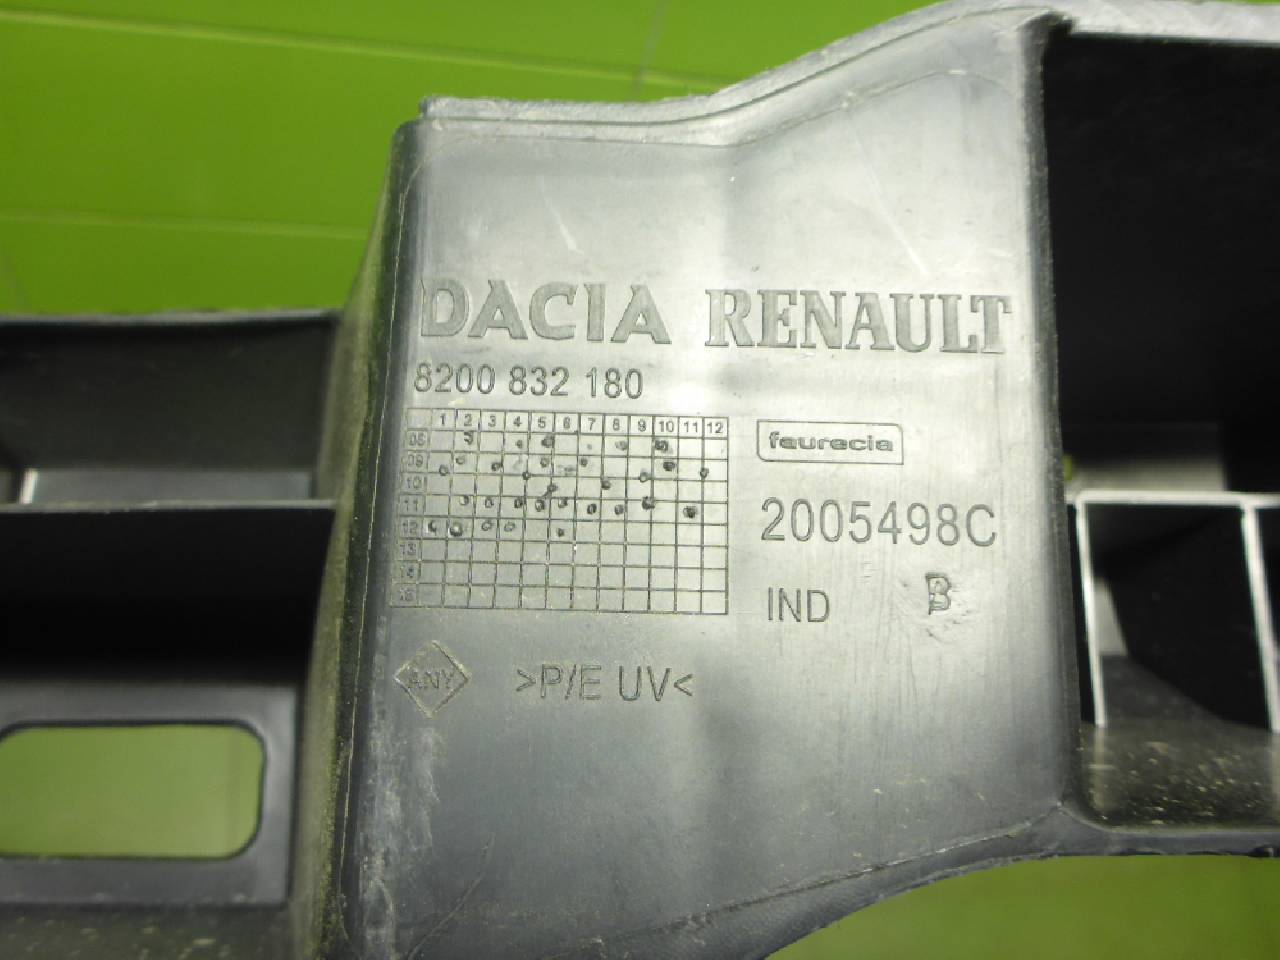 DACIA RENAULT
8200 832 180
1 2 3 4 5 6 7 8 9 10 11 12
08
09
10
11
12
13
14
15
faurecia
2005498C
IND B
ANY >P/E UV<